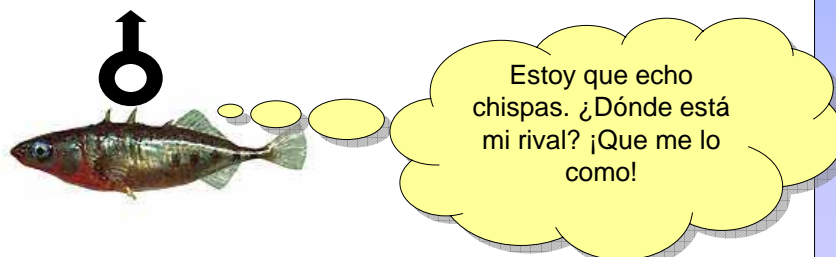 Estoy que echo
chispas. ¿Dónde está
mi rival? ¡Que me lo
como!